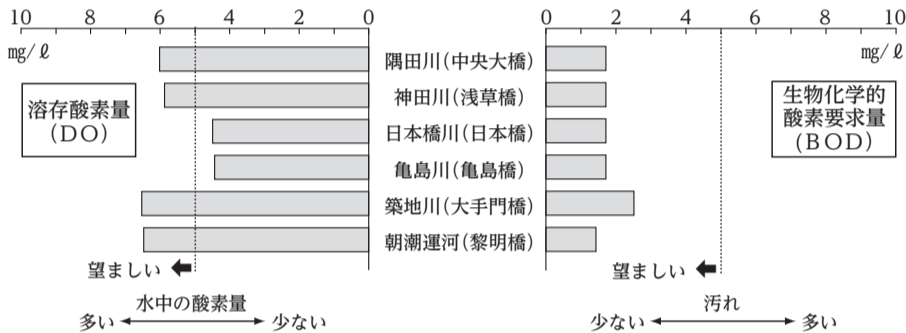 10 8 6 4 2 0
mg/ℓ
溶存酸素量
(DO)
0 2 4 6 8 10
mg/ℓ
生物化学的
酸素要求量
(BOD)
隅田川(中央大橋)
神田川(浅草橋)
日本橋川(日本橋)
亀島川(亀島橋)
築地川(大手門橋)
朝潮運河(黎明橋)
望ましい
水中の酸素量
多い 少ない
望ましい
汚れ
少ない 多い